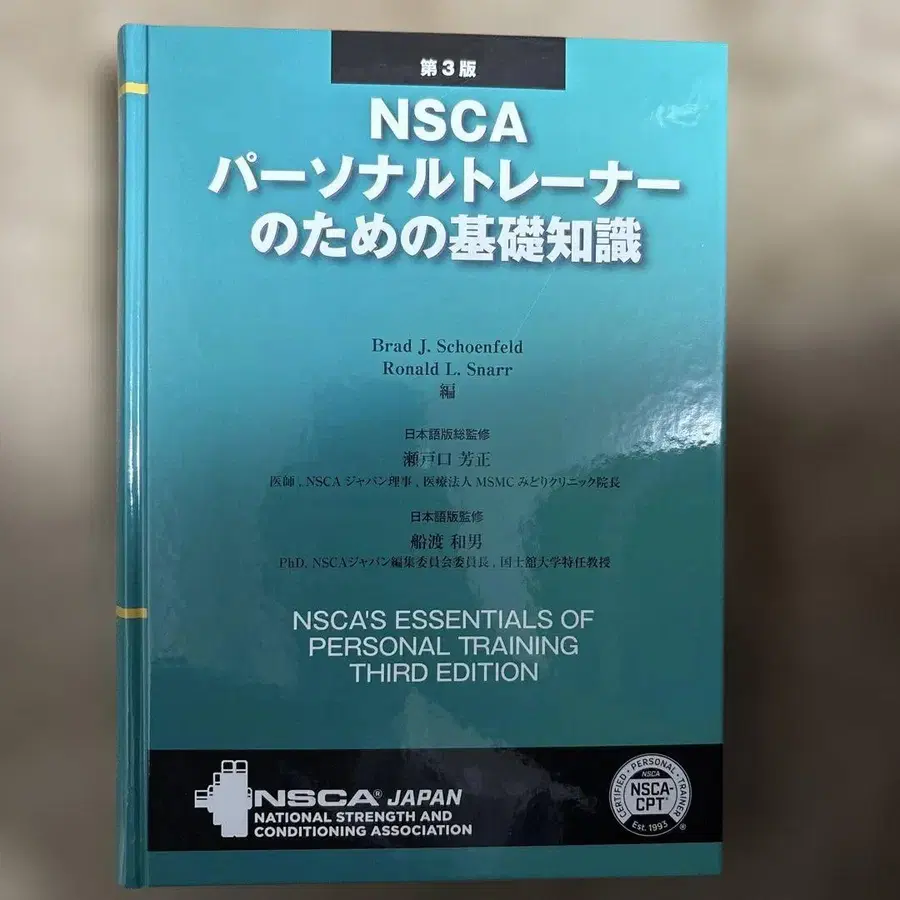 第3版
NSCA
パーソナルトレーナー
のための基礎知識
Brad J. Schoenfeld
Ronald L. Snarr
編
日本語版総監修
瀬戸口 芳正
医師, NSCAジャパン理事, 医療法人MSMCみどりクリニック院長
日本語版監修
船渡 和男
PhD, NSCAジャパン編集委員会委員長, 国士舘大学特任教授
NSCA'S ESSENTIALS OF
PERSONAL TRAINING
THIRD EDITION
NSCA® JAPAN
NATIONAL STRENGTH AND
CONDITIONING ASSOCIATION
CERTIFIED・PERSONAL・TRAINER
NSCA
NSCA-
CPT®
Est. 1993
®